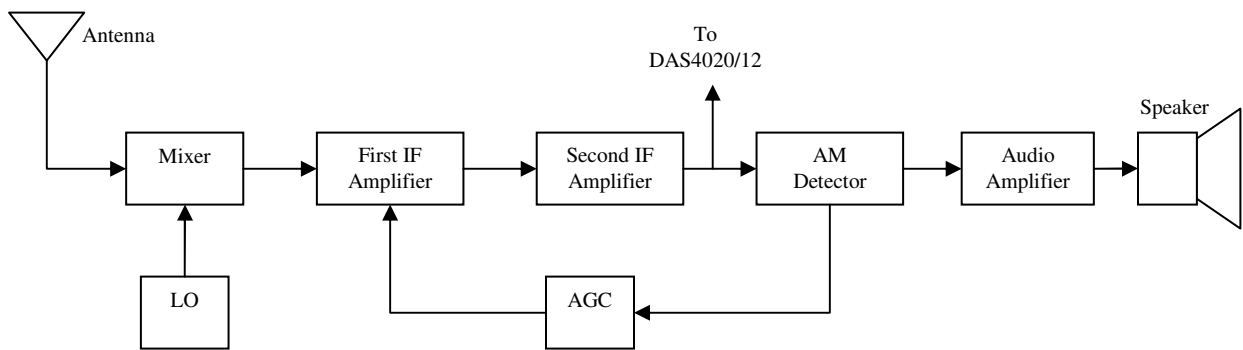 Antenna
To
DAS4020/12
Speaker
Mixer
First IF
Amplifier
Second IF
Amplifier
AM
Detector
Audio
Amplifier
LO
AGC